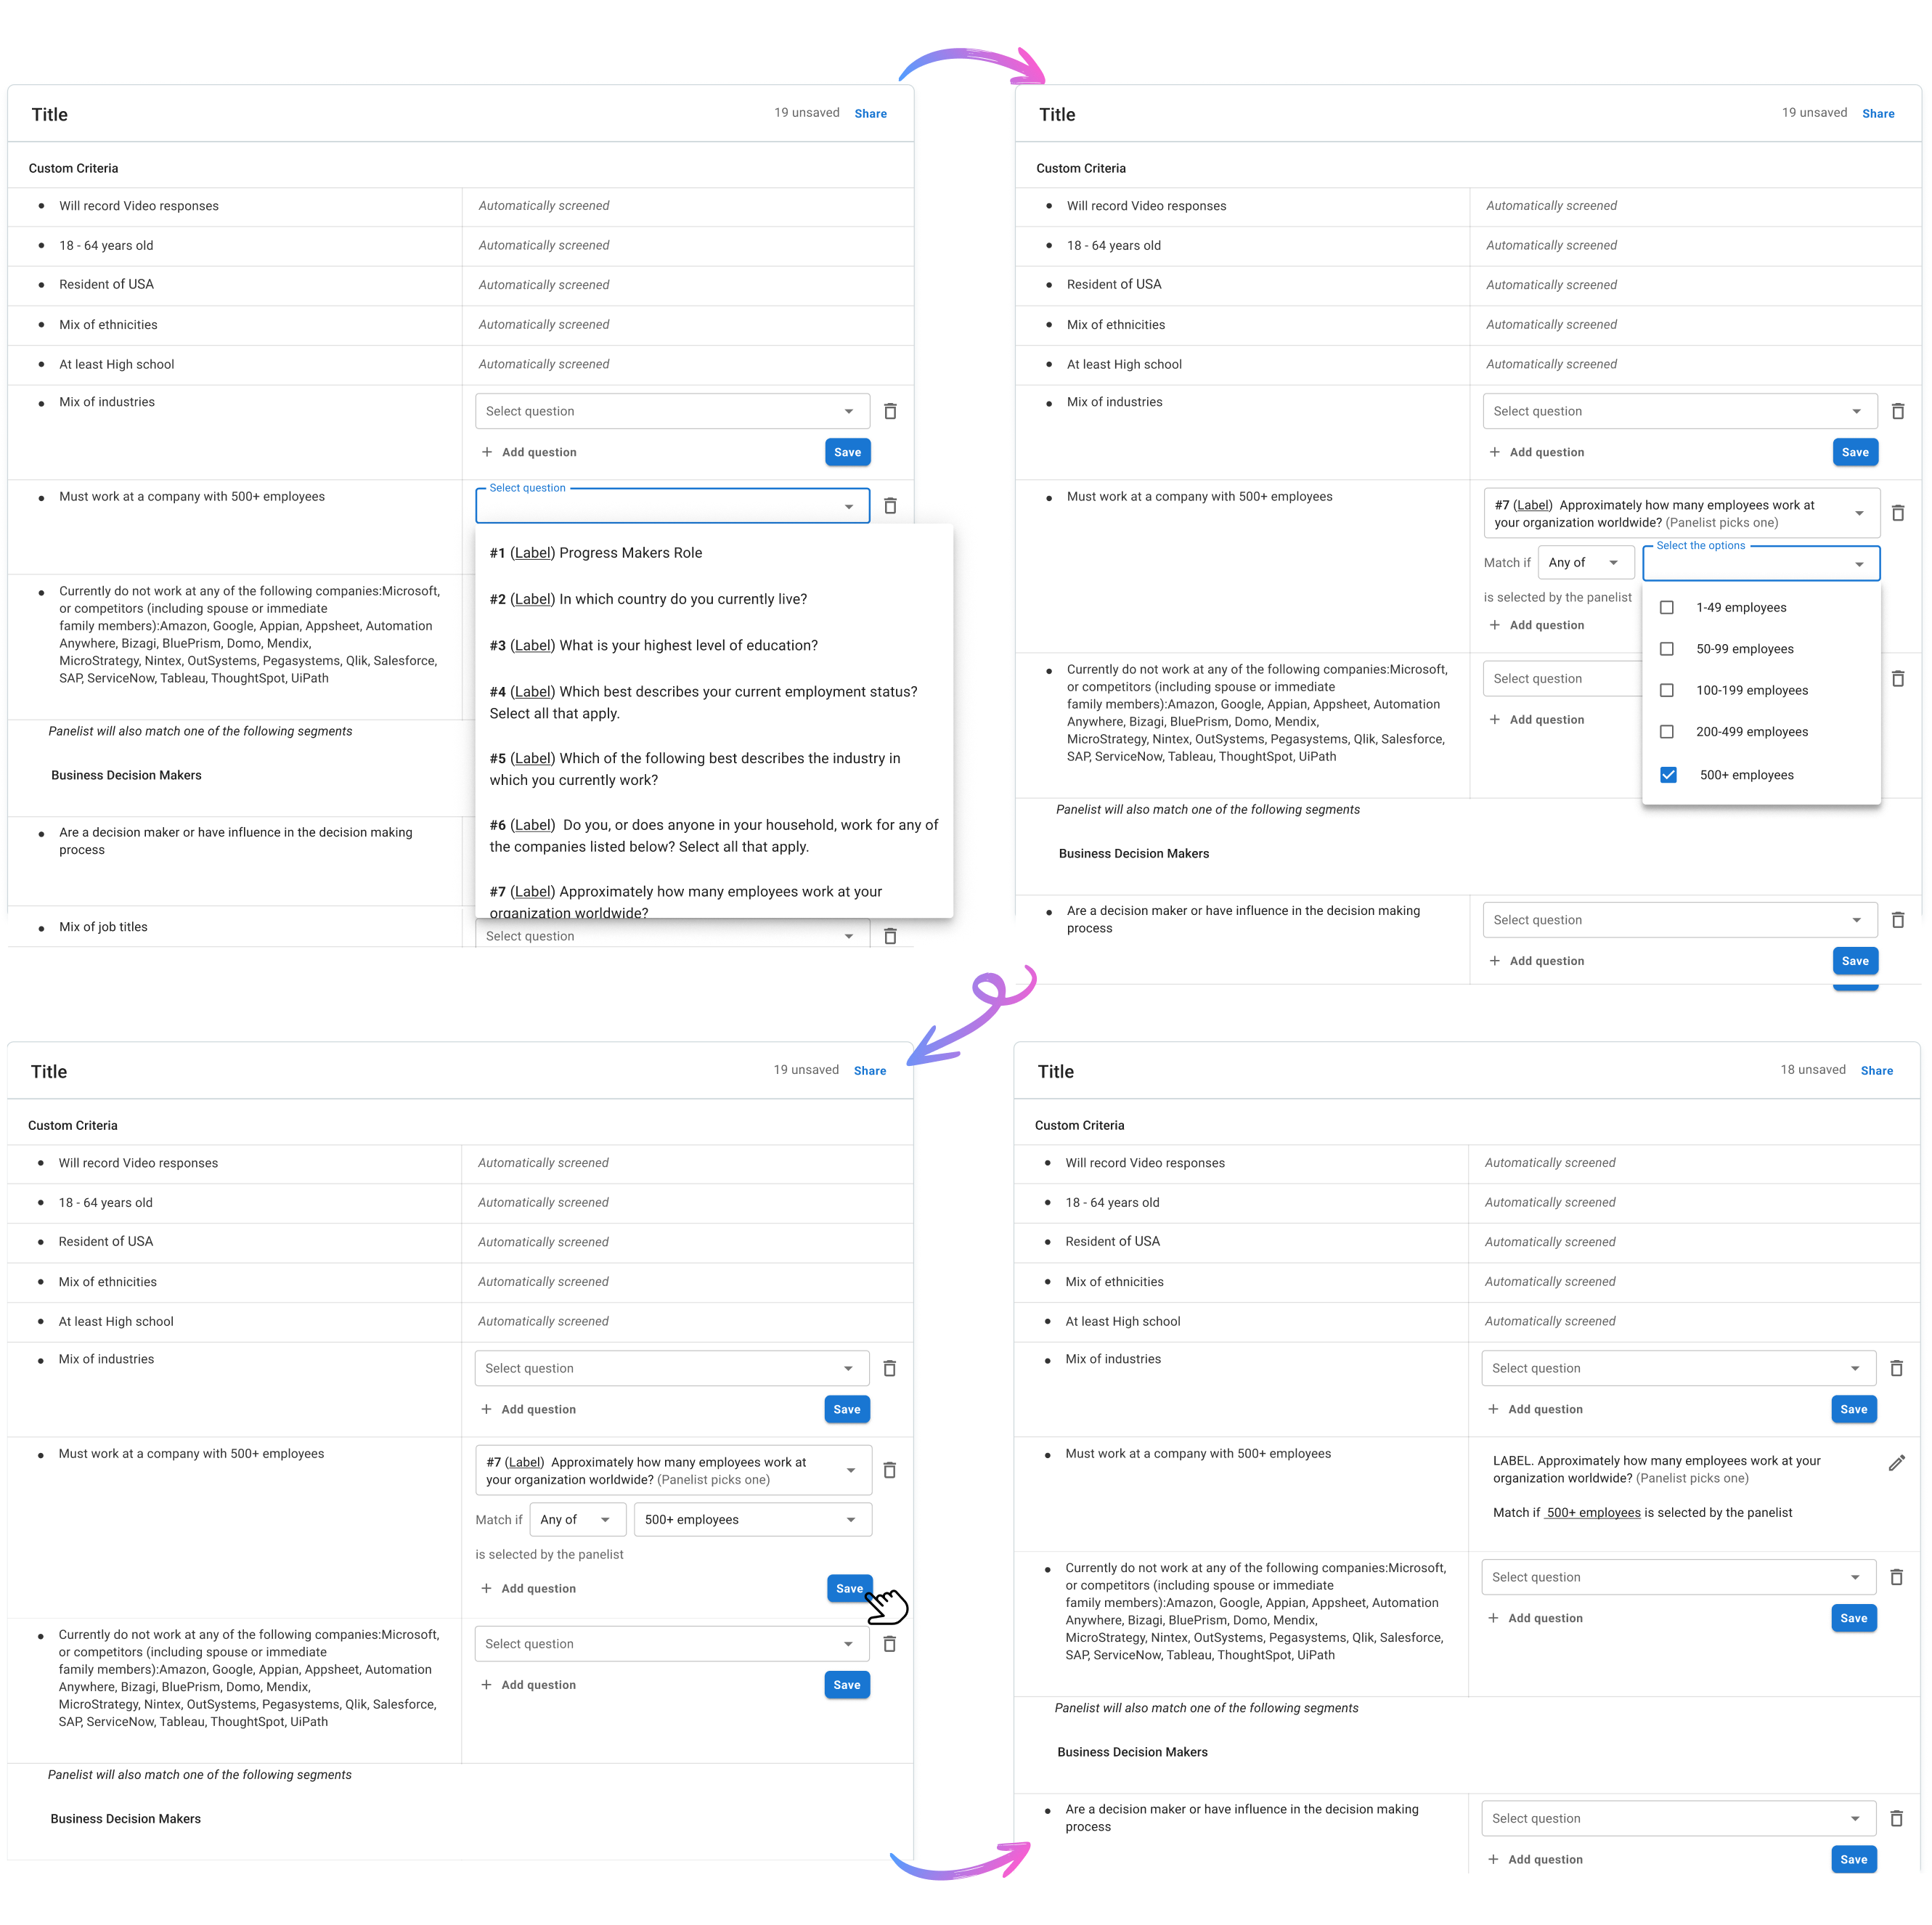 Title
19 unsaved Share
Custom Criteria
Will record Video responses
Automatically screened
18 - 64 years old
Automatically screened
Resident of USA
Automatically screened
Mix of ethnicities
Automatically screened
At least High school
Automatically screened
Mix of industries
Select question
+ Add question
Save
Must work at a company with 500+ employees
Select question
#1 (Label) Progress Makers Role
#2 (Label) In which country do you currently live?
#3 (Label) What is your highest level of education?
#4 (Label) Which best describes your current employment status?
Select all that apply.
#5 (Label) Which of the following best describes the industry in
which you currently work?
#6 (Label) Do you, or does anyone in your household, work for any of
the companies listed below? Select all that apply.
#7 (Label) Approximately how many employees work at your
organization worldwide?
Currently do not work at any of the following companies:Microsoft,
or competitors (including spouse or immediate
family members):Amazon, Google, Appian, Appsheet, Automation
Anywhere, Bizagi, BluePrism, Domo, Mendix,
MicroStrategy, Nintex, OutSystems, Pegasystems, Qlik, Salesforce,
SAP, ServiceNow, Tableau, ThoughtSpot, UiPath
Panelist will also match one of the following segments
Business Decision Makers
Are a decision maker or have influence in the decision making
process
Mix of job titles
Select question
Title
19 unsaved Share
Custom Criteria
Will record Video responses
Automatically screened
18 - 64 years old
Automatically screened
Resident of USA
Automatically screened
Mix of ethnicities
Automatically screened
At least High school
Automatically screened
Mix of industries
Select question
+ Add question
Save
Must work at a company with 500+ employees
#7 (Label) Approximately how many employees work at
your organization worldwide? (Panelist picks one)
Match if Any of
Select the options
is selected by the panelist
+ Add question
1-49 employees
50-99 employees
100-199 employees
200-499 employees
500+ employees
Currently do not work at any of the following companies:Microsoft,
or competitors (including spouse or immediate
family members):Amazon, Google, Appian, Appsheet, Automation
Anywhere, Bizagi, BluePrism, Domo, Mendix,
MicroStrategy, Nintex, OutSystems, Pegasystems, Qlik, Salesforce,
SAP, ServiceNow, Tableau, ThoughtSpot, UiPath
Select question
+ Add question
Panelist will also match one of the following segments
Business Decision Makers
Are a decision maker or have influence in the decision making
process
Select question
+ Add question
Save
Title
19 unsaved Share
Custom Criteria
Will record Video responses
Automatically screened
18 - 64 years old
Automatically screened
Resident of USA
Automatically screened
Mix of ethnicities
Automatically screened
At least High school
Automatically screened
Mix of industries
Select question
+ Add question
Save
Must work at a company with 500+ employees
#7 (Label) Approximately how many employees work at
your organization worldwide? (Panelist picks one)
Match if Any of 500+ employees
is selected by the panelist
+ Add question
Save
Currently do not work at any of the following companies:Microsoft,
or competitors (including spouse or immediate
family members):Amazon, Google, Appian, Appsheet, Automation
Anywhere, Bizagi, BluePrism, Domo, Mendix,
MicroStrategy, Nintex, OutSystems, Pegasystems, Qlik, Salesforce,
SAP, ServiceNow, Tableau, ThoughtSpot, UiPath
Select question
+ Add question
Save
Panelist will also match one of the following segments
Business Decision Makers
Title
18 unsaved Share
Custom Criteria
Will record Video responses
Automatically screened
18 - 64 years old
Automatically screened
Resident of USA
Automatically screened
Mix of ethnicities
Automatically screened
At least High school
Automatically screened
Mix of industries
Select question
+ Add question
Save
Must work at a company with 500+ employees
LABEL. Approximately how many employees work at your
organization worldwide? (Panelist picks one)
Match if 500+ employees is selected by the panelist
Currently do not work at any of the following companies:Microsoft,
or competitors (including spouse or immediate
family members):Amazon, Google, Appian, Appsheet, Automation
Anywhere, Bizagi, BluePrism, Domo, Mendix,
MicroStrategy, Nintex, OutSystems, Pegasystems, Qlik, Salesforce,
SAP, ServiceNow, Tableau, ThoughtSpot, UiPath
Select question
+ Add question
Save
Panelist will also match one of the following segments
Business Decision Makers
Are a decision maker or have influence in the decision making
process
Select question
+ Add question
Save